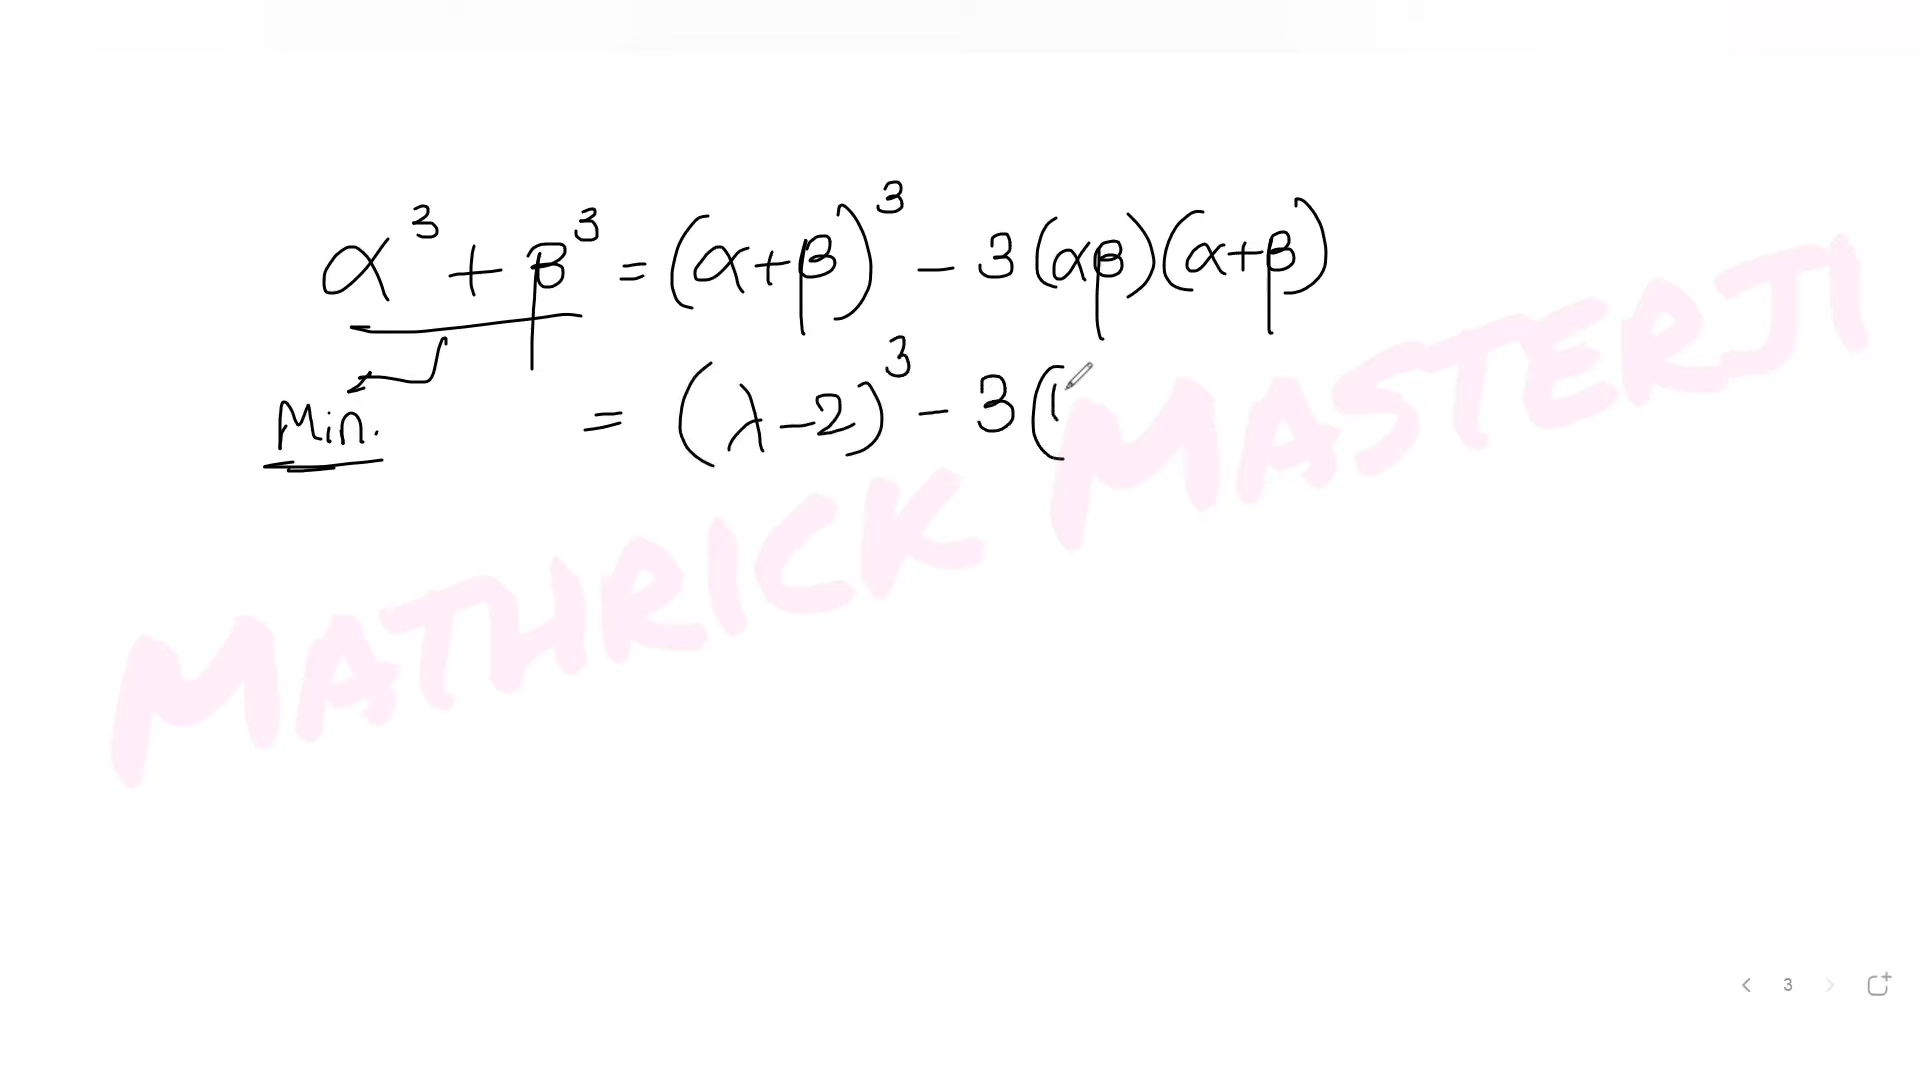 α³ + β³ = (α+β)³ − 3(αβ)(α+β)
Min. = (λ−2)³ − 3(1
MATHRICK MASTERJI
3